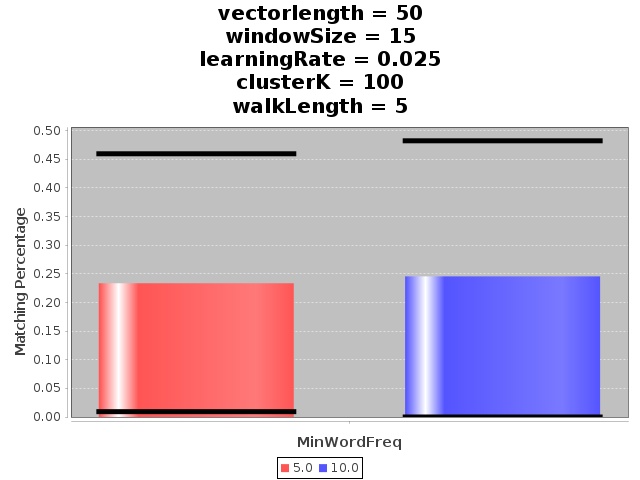 vectorlength = 50
windowSize = 15
learningRate = 0.025
clusterK = 100
walkLength = 5
0.50
0.45
0.40
0.35
0.30
0.25
0.20
0.15
0.10
0.05
0.00
Matching Percentage
MinWordFreq
5.0 10.0